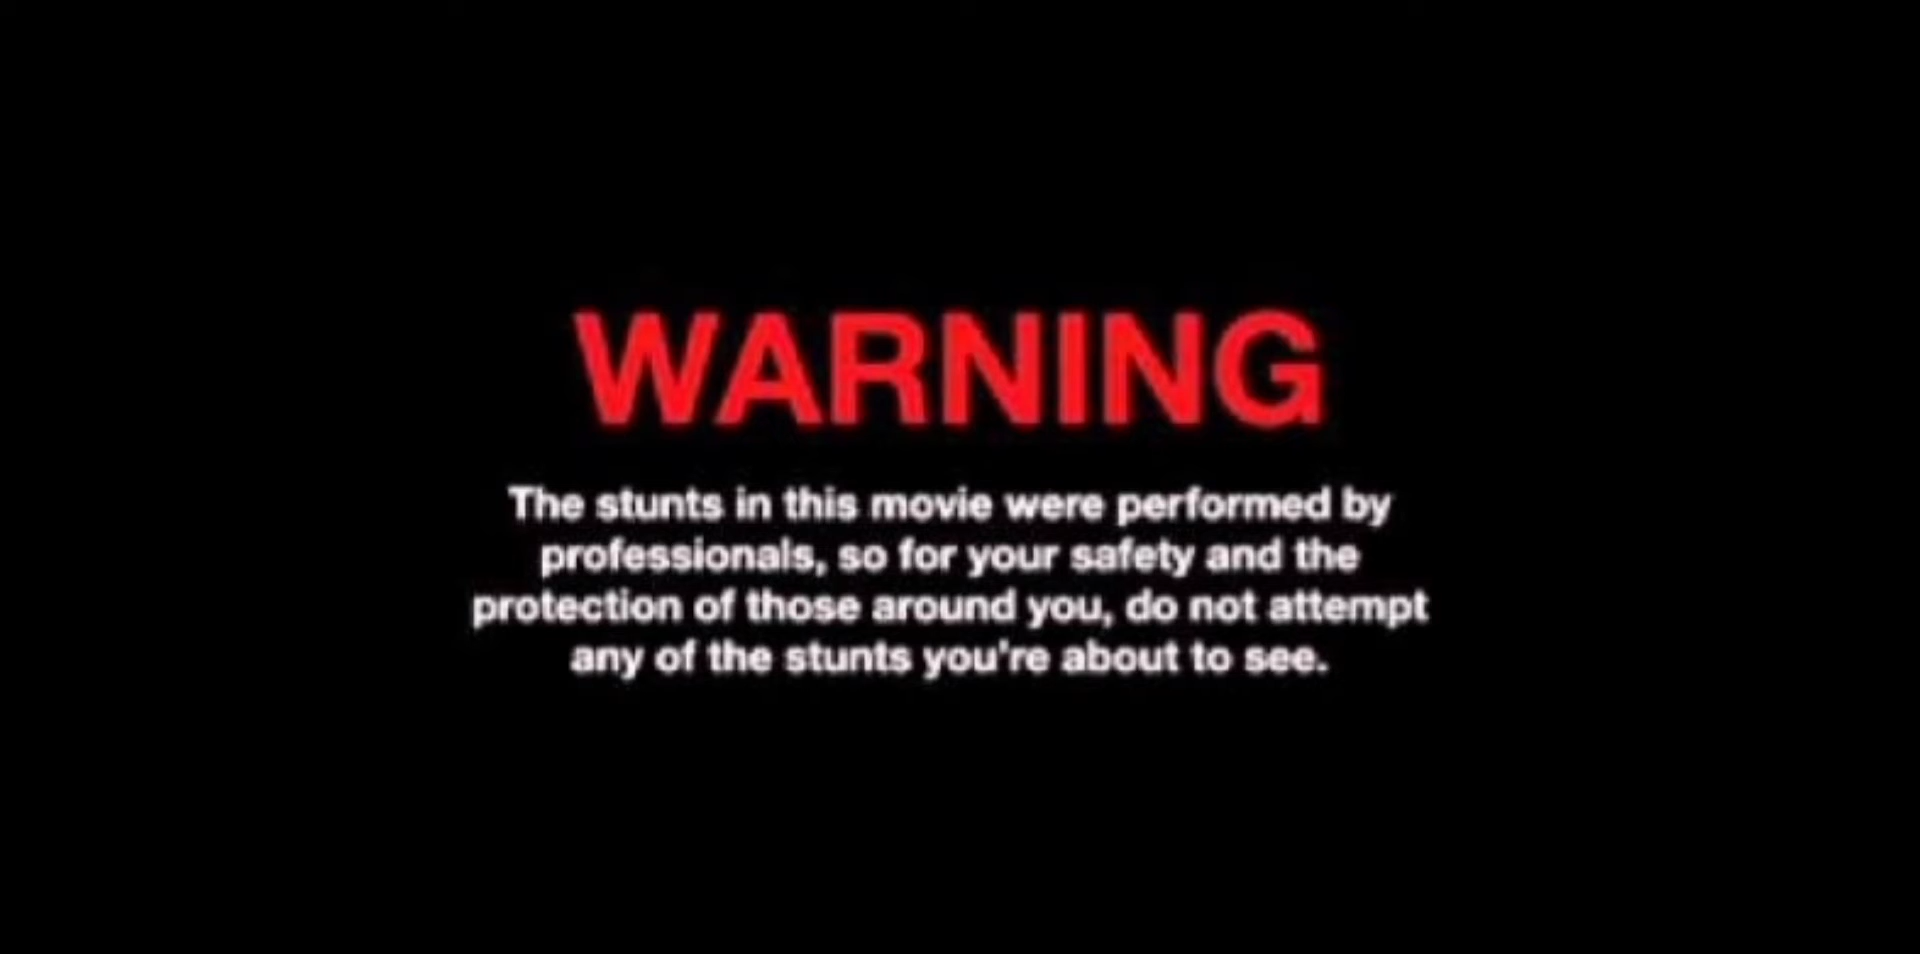 WARNING
The stunts in this movie were performed by
professionals, so for your safety and the
protection of those around you, do not attempt
any of the stunts you're about to see.